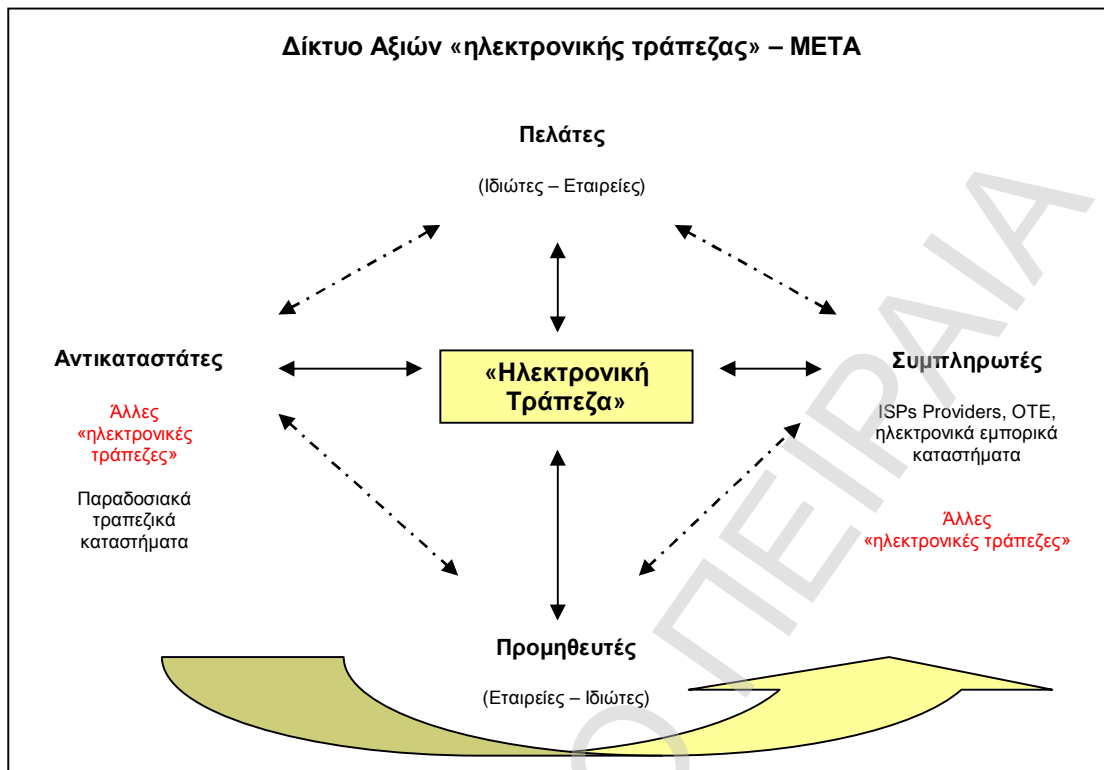 Δίκτυο Αξιών «ηλεκτρονικής τράπεζας» – ΜΕΤΑ
Πελάτες
(Ιδιώτες – Εταιρείες)
Αντικαταστάτες
Άλλες
«ηλεκτρονικές
τράπεζες»
Παραδοσιακά
τραπεζικά
καταστήματα
«Ηλεκτρονική
Τράπεζα»
Συμπληρωτές
ISPs Providers, ΟΤΕ,
ηλεκτρονικά εμπορικά
καταστήματα
Άλλες
«ηλεκτρονικές τράπεζες»
Προμηθευτές
(Εταιρείες – Ιδιώτες)
Ο ΠΕΙΡΑΙΑ